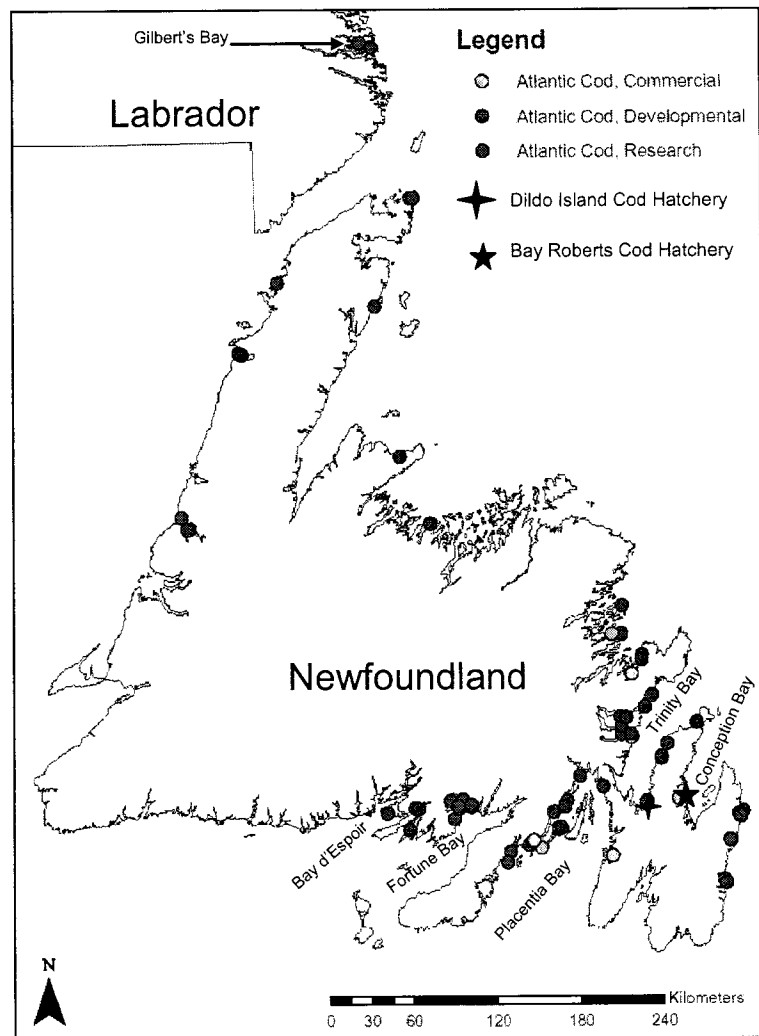 Gilbert's Bay
Labrador
Legend
Atlantic Cod, Commercial
Atlantic Cod, Developmental
Atlantic Cod, Research
Dildo Island Cod Hatchery
Bay Roberts Cod Hatchery
Newfoundland
Trinity Bay
Conception Bay
Bay d'Espoir
Fortune Bay
Placentia Bay
N
Kilometers
0 30 60 120 180 240